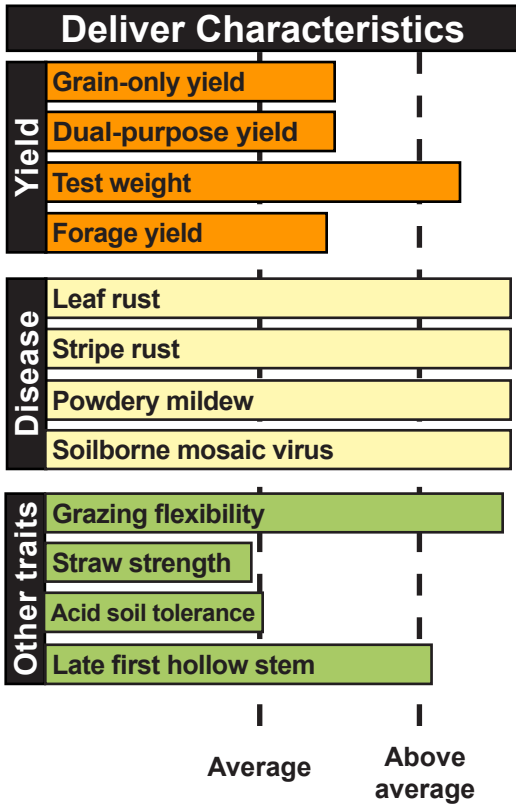 Deliver Characteristics
Yield
Grain-only yield
Dual-purpose yield
Test weight
Forage yield
Disease
Leaf rust
Stripe rust
Powdery mildew
Soilborne mosaic virus
Other traits
Grazing flexibility
Straw strength
Acid soil tolerance
Late first hollow stem
Average
Above
average